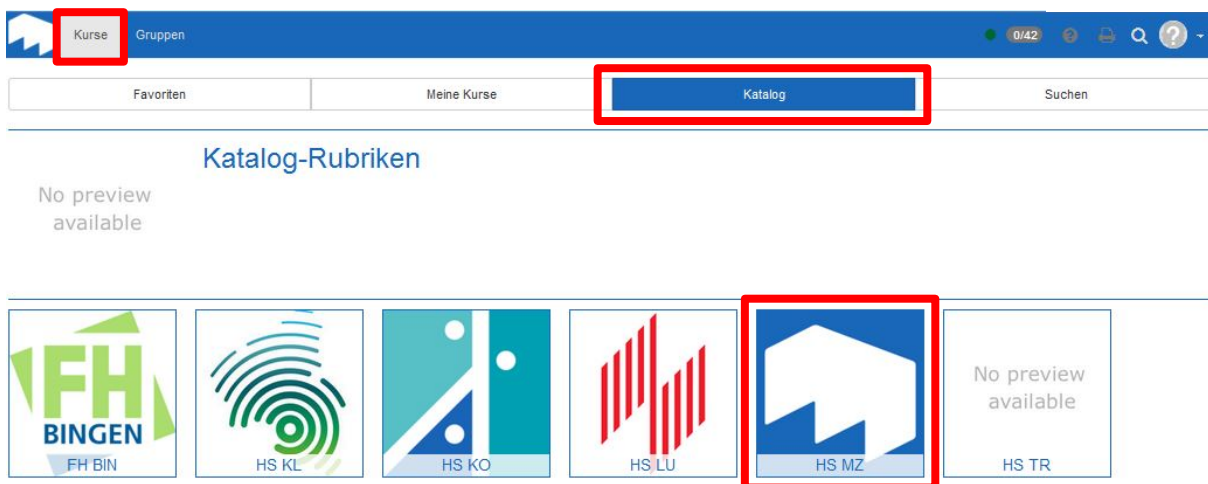 Kurse Gruppen 0/42
Favoriten Meine Kurse Katalog Suchen
Katalog-Rubriken
No preview
available
FH
BINGEN
No preview
available
FH BIN HS KL HS KO HS LU HS MZ HS TR